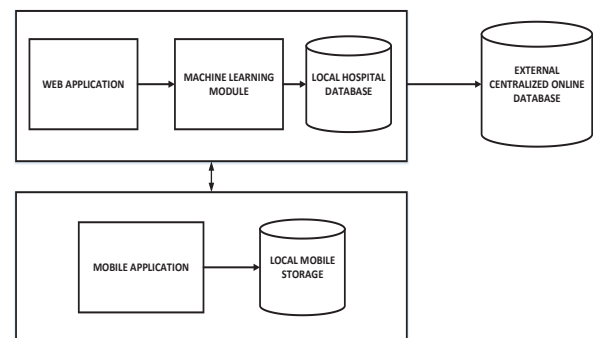 WEB APPLICATION
MACHINE LEARNING
MODULE
LOCAL HOSPITAL
DATABASE
EXTERNAL
CENTRALIZED ONLINE
DATABASE
MOBILE APPLICATION
LOCAL MOBILE
STORAGE